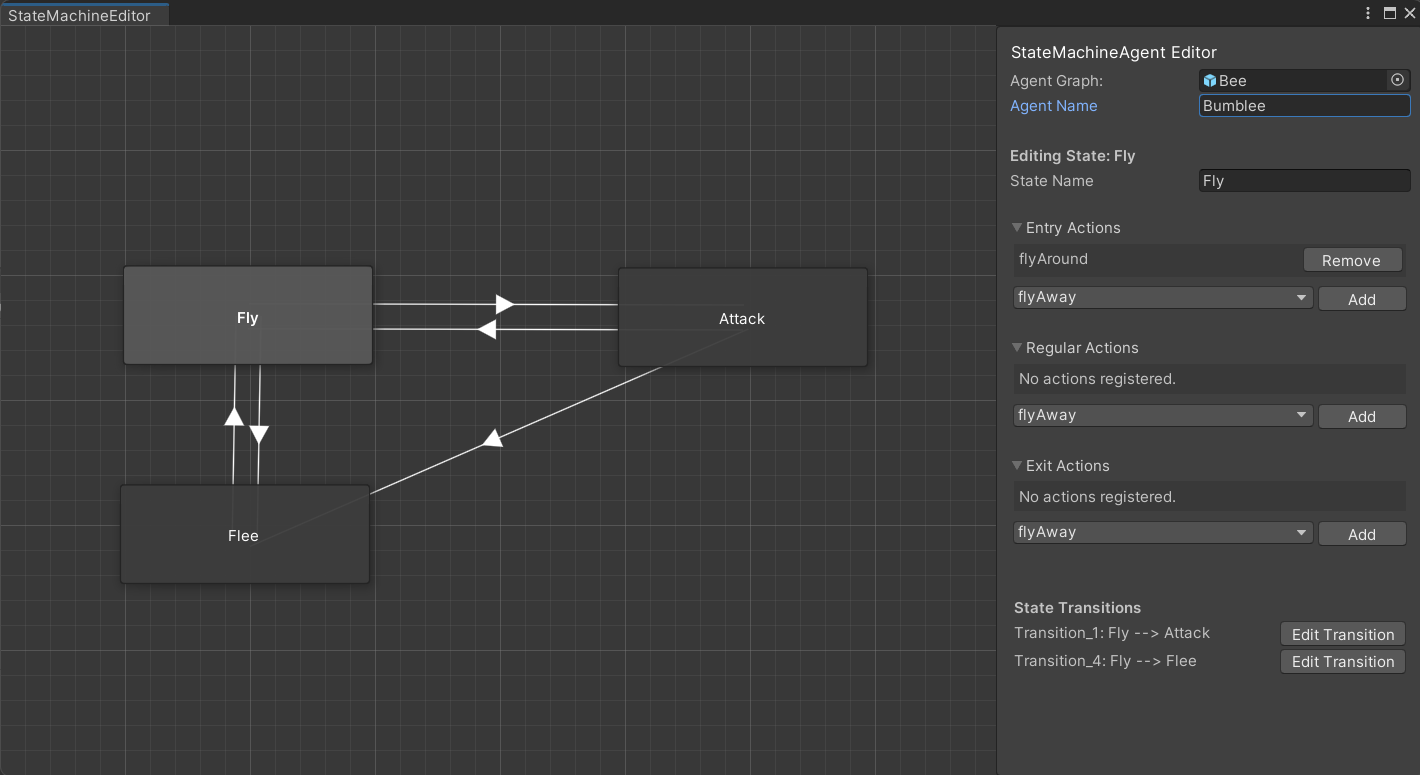 StateMachineEditor
Fly
Attack
Flee
StateMachineAgent Editor
Agent Graph: Bee
Agent Name Bumblee
Editing State: Fly
State Name Fly
Entry Actions
flyAround Remove
flyAway Add
Regular Actions
No actions registered.
flyAway Add
Exit Actions
No actions registered.
flyAway Add
State Transitions
Transition_1: Fly --> Attack Edit Transition
Transition_4: Fly --> Flee Edit Transition